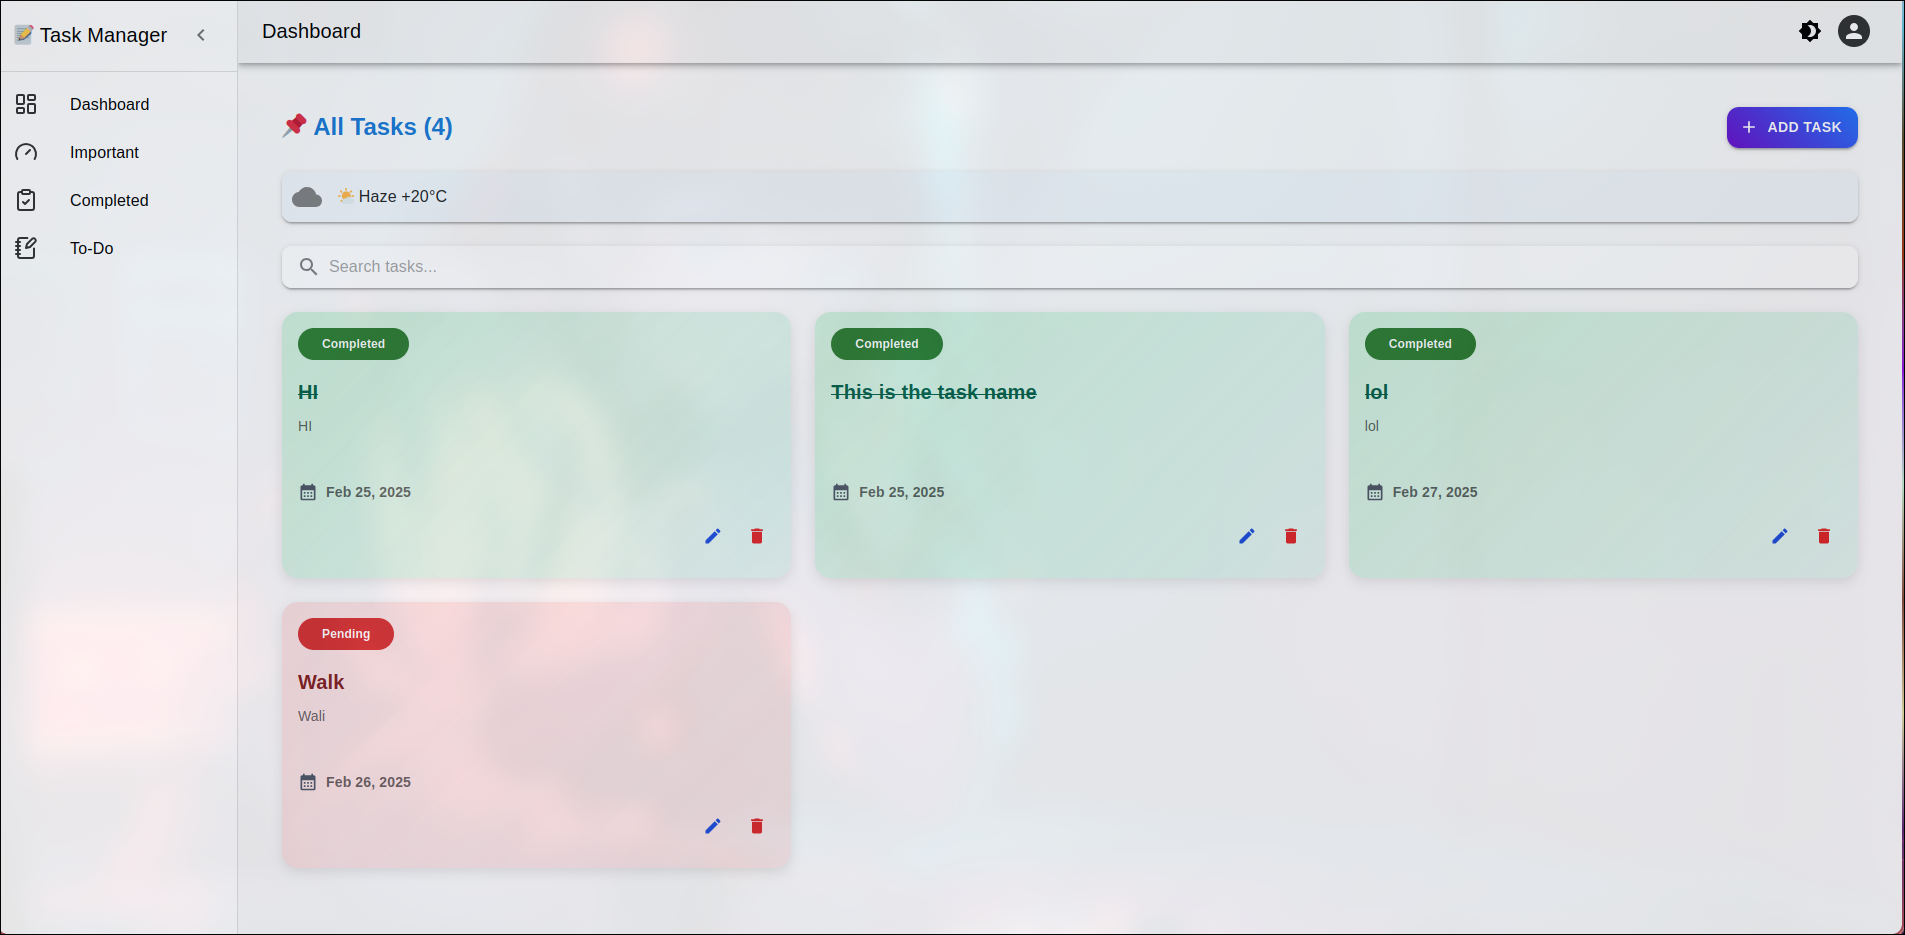 Task Manager
Dashboard
Dashboard
Important
Completed
To-Do
All Tasks (4)
ADD TASK
Haze +20°C
Search tasks...
Completed
HI
HI
Feb 25, 2025
Completed
This is the task name
Feb 25, 2025
Completed
lol
lol
Feb 27, 2025
Pending
Walk
Wali
Feb 26, 2025